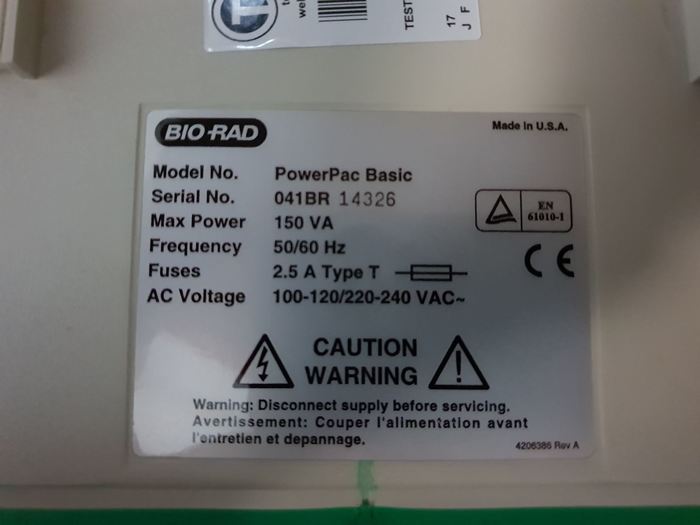 TEST
17
J F
BIO-RAD
Made in U.S.A.
Model No. PowerPac Basic
Serial No. 041BR 14326
Max Power 150 VA
Frequency 50/60 Hz
Fuses 2.5 A Type T
AC Voltage 100-120/220-240 VAC~
EN
61010-1
CE
CAUTION
WARNING
Warning: Disconnect supply before servicing.
Avertissement: Couper l'alimentation avant
l'entretien et depannage.
4206386 Rev A